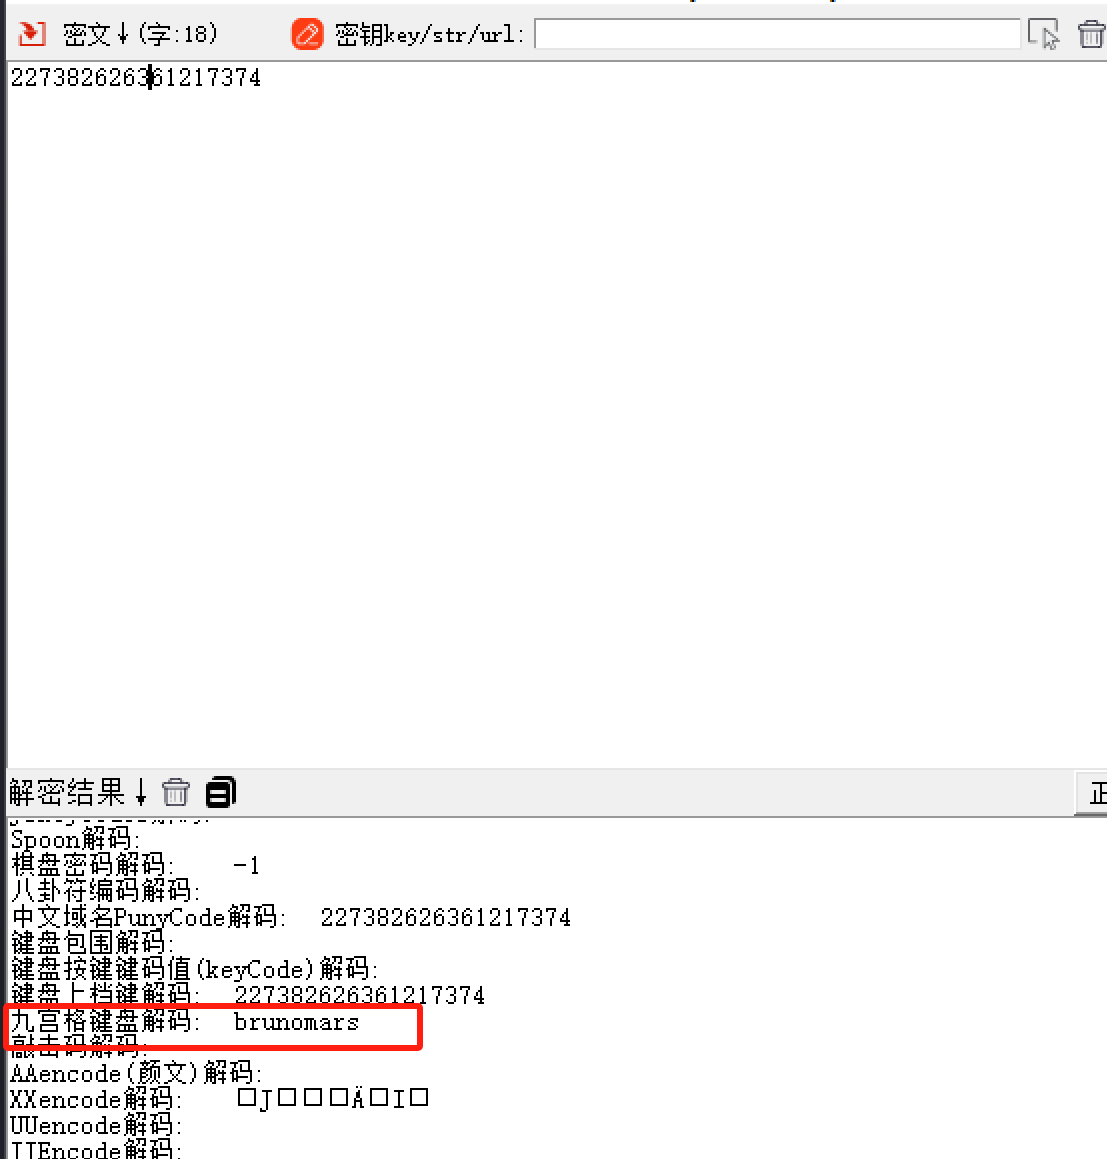 密文↓(字:18) 密钥key/str/url:
227382626361217374
解密结果↓ 正
Spoon解码:
棋盘密码解码: -1
八卦符编码解码:
中文域名PunyCode解码: 227382626361217374
键盘包围解码:
键盘按键键码值(keyCode)解码:
键盘上档键解码: 227382626361217374
九宫格键盘解码: brunomars
敲击码解码:
AAencode(颜文)解码:
XXencode解码: □J□□□Ä□I□
UUencode解码:
JJEncode解码: